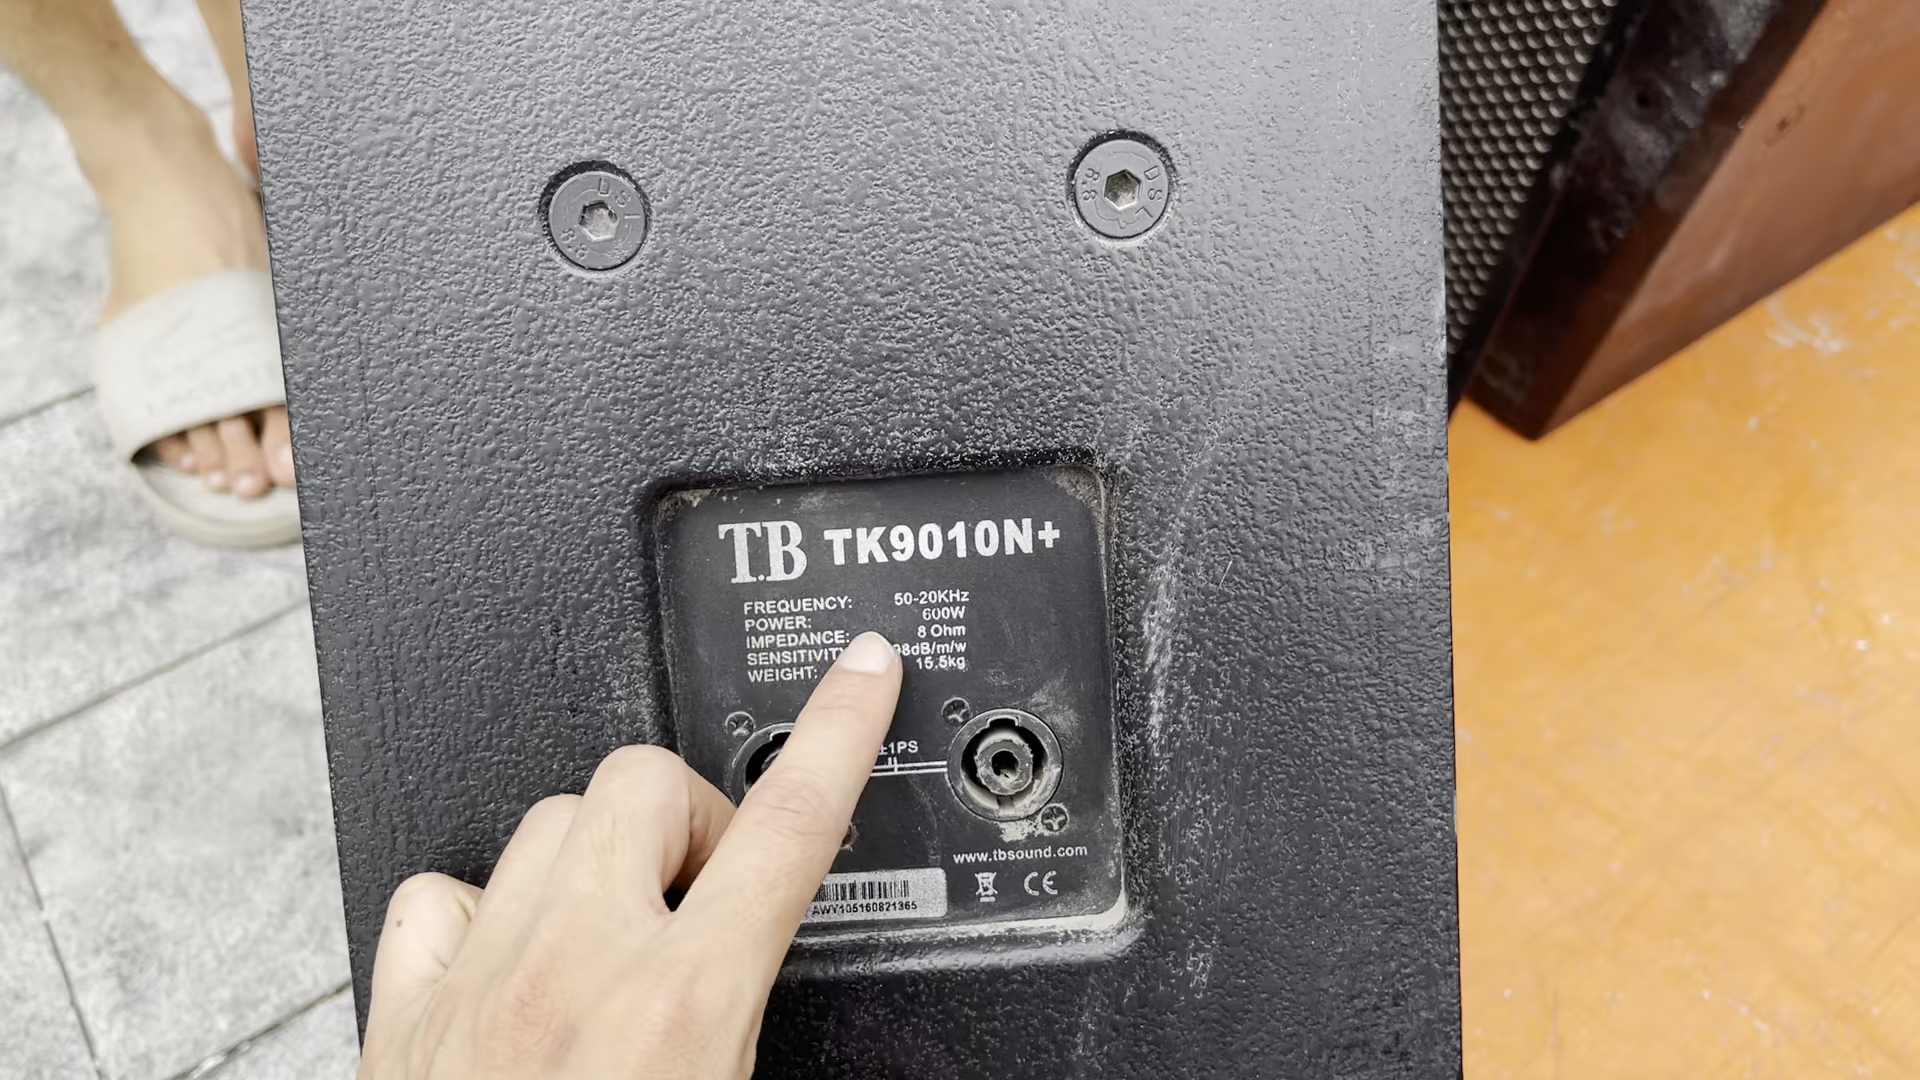 T.B TK9010N+
FREQUENCY: 50-20KHz
POWER: 600W
IMPEDANCE: 8 Ohm
SENSITIVITY 98dB/m/w
WEIGHT: 15.5kg
±1PS
www.tbsound.com
CE
AWY105160821365